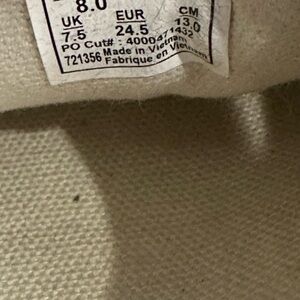 8.0
UK EUR CM
7.5 24.5 13.0
PO Cut# : 4000471432
721356 Made in Vietnam
Fabrique en Vietnam